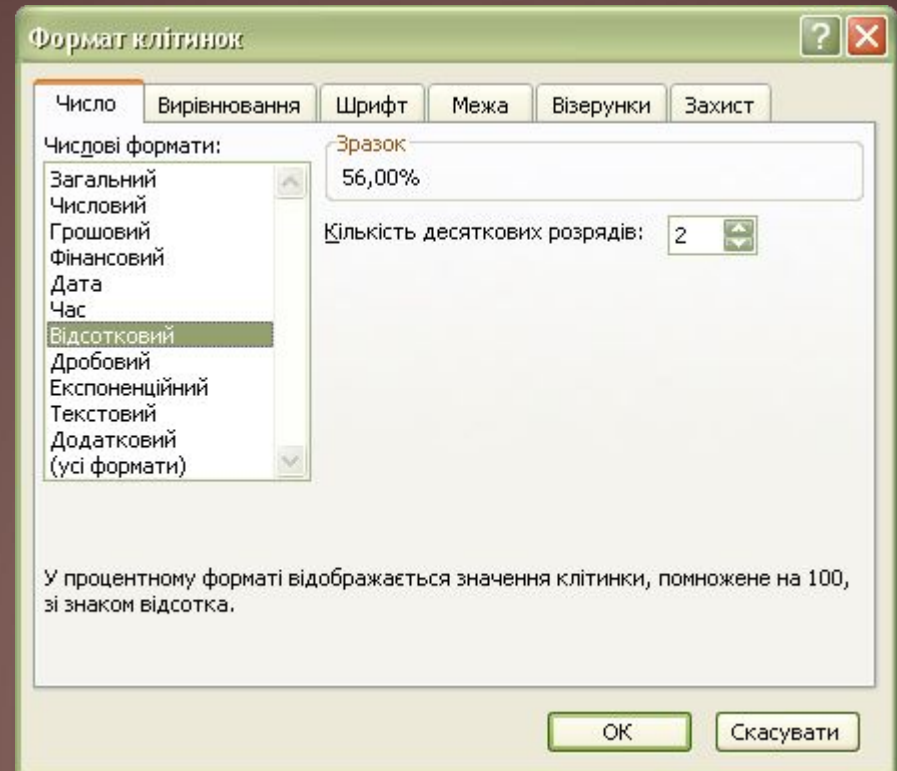 Формат клітинок
Число Вирівнювання Шрифт Межа Візерунки Захист
Числові формати:
Загальний
Числовий
Грошовий
Фінансовий
Дата
Час
Відсотковий
Дробовий
Експоненційний
Текстовий
Додатковий
(усі формати)
Зразок
56,00%
Кількість десяткових розрядів: 2
У процентному форматі відображається значення клітинки, помножене на 100,
зі знаком відсотка.
ОК Скасувати